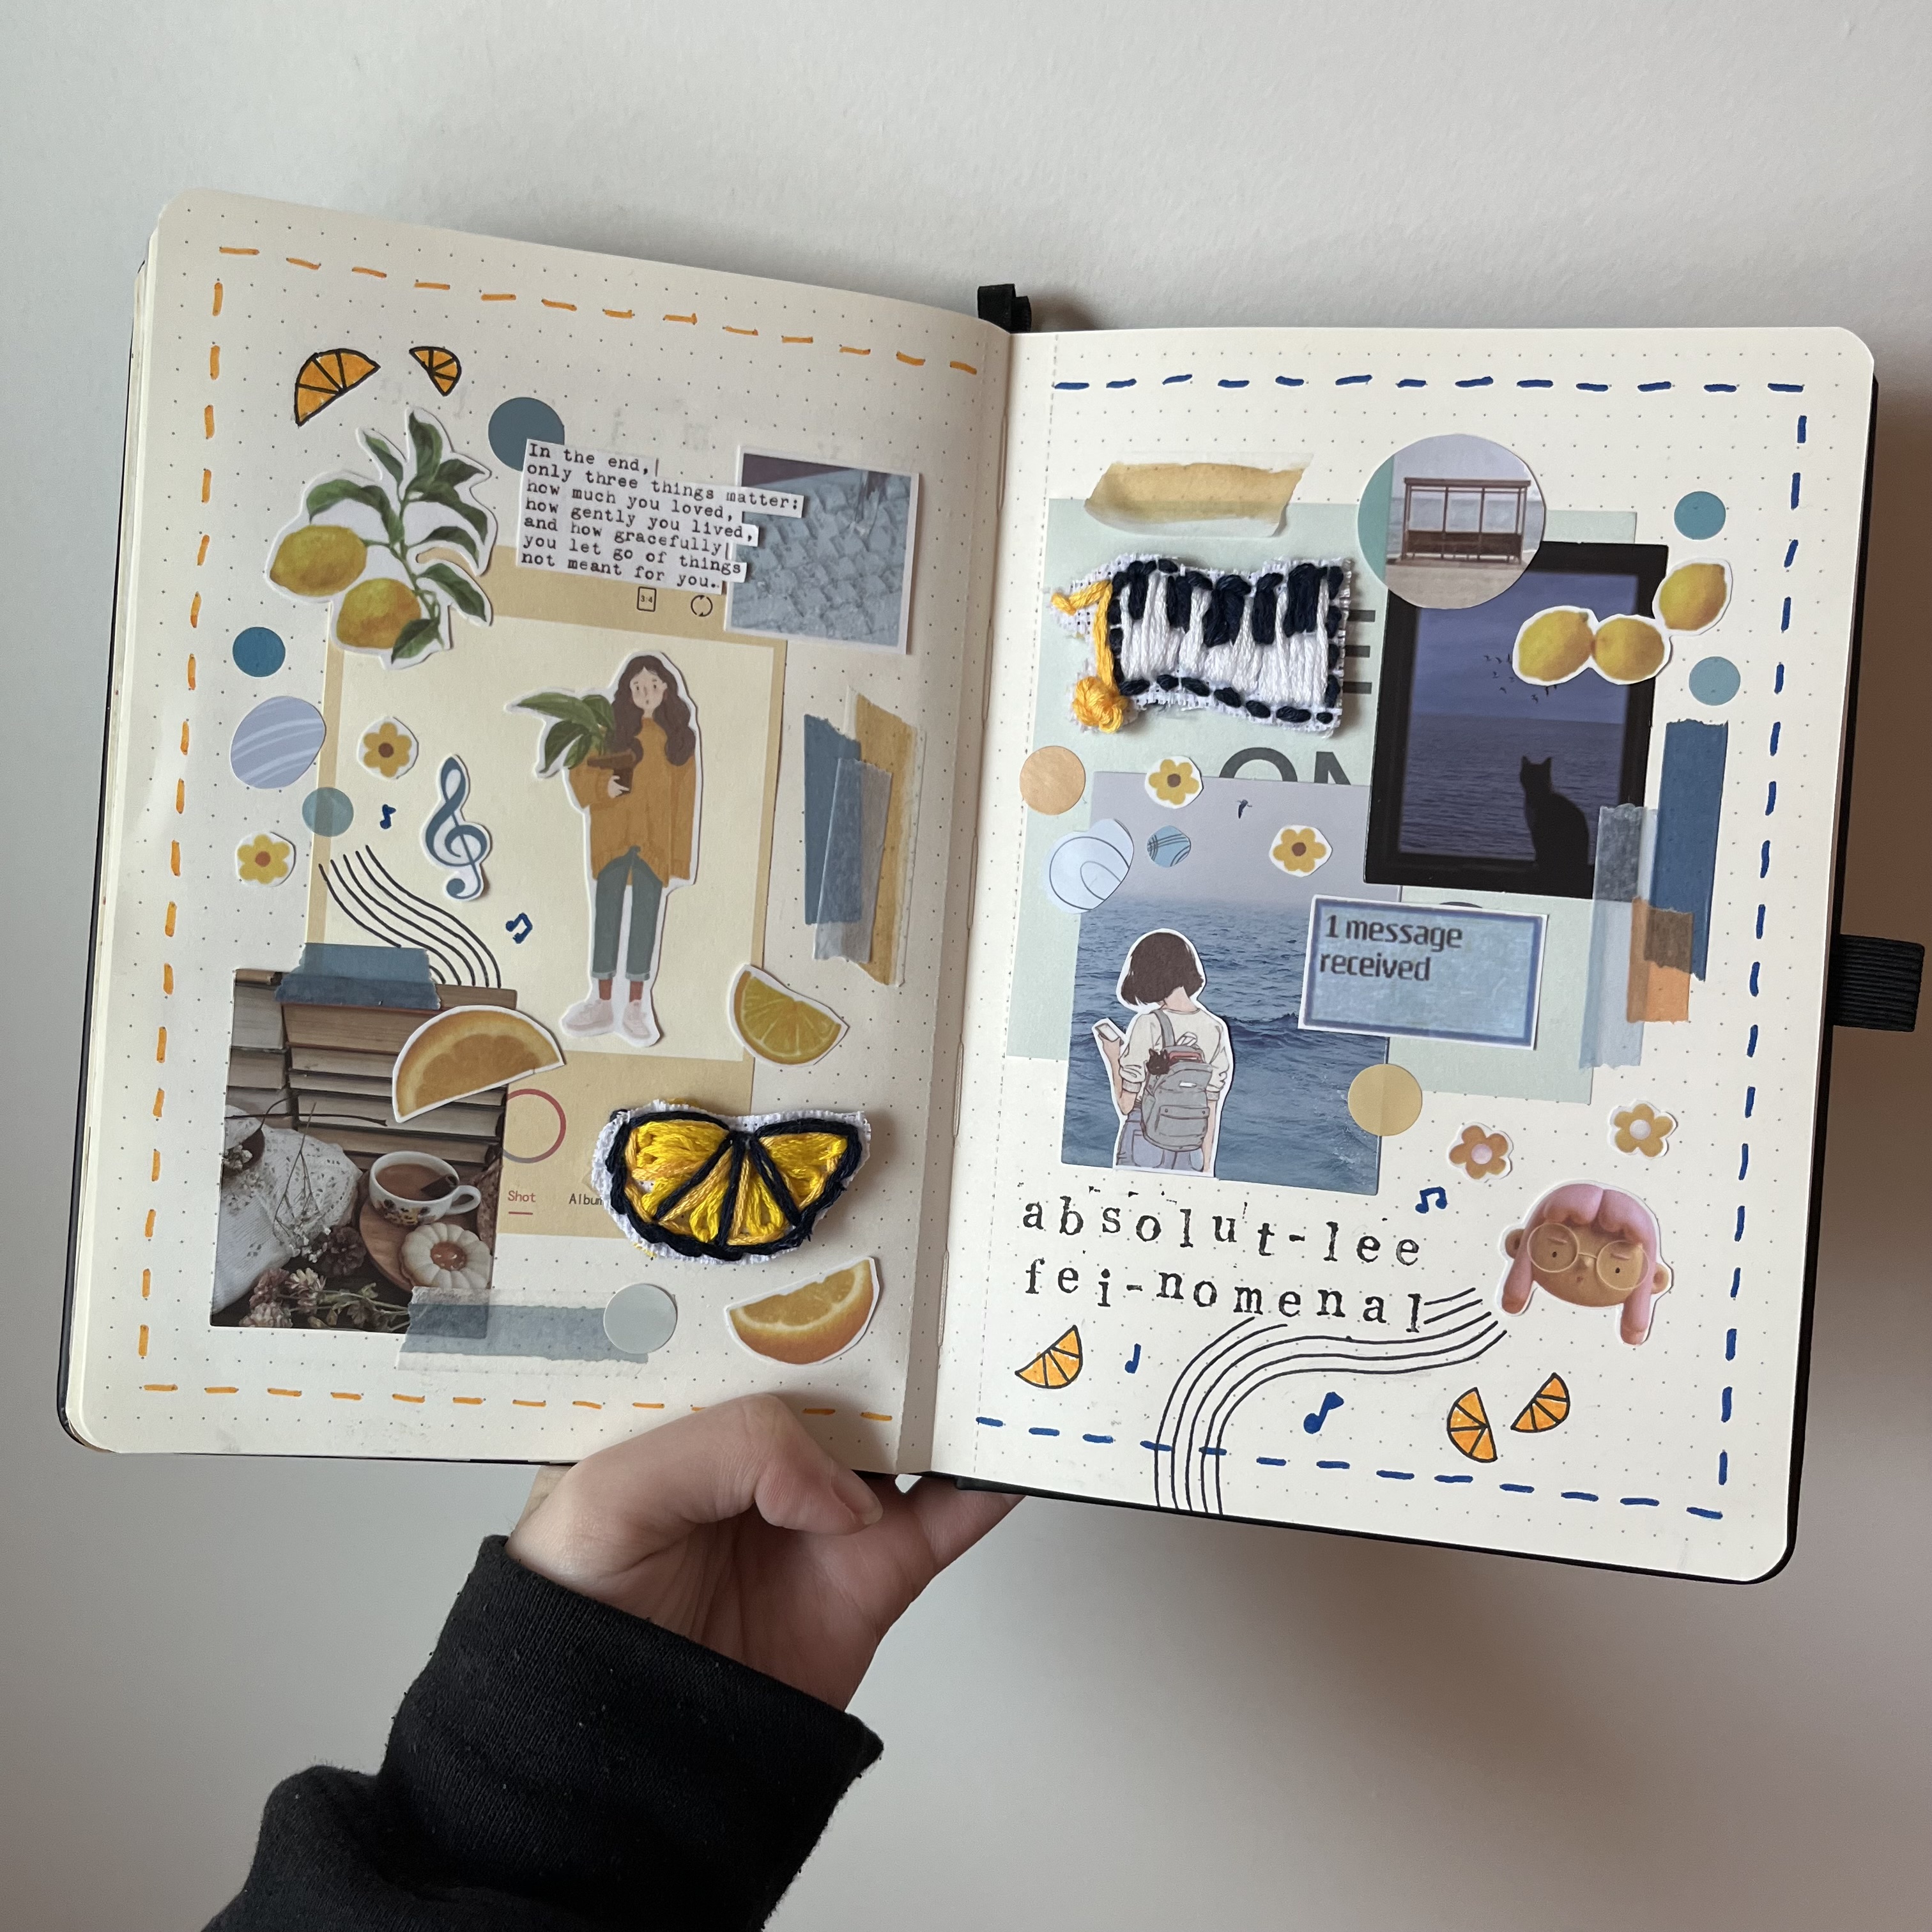 In the end,
only three things matter:
how much you loved,
how gently you lived,
and how gracefully
you let go of things
not meant for you.
3:4
Shot
ON
1 message
received
absolut-lee
fei-nomenal